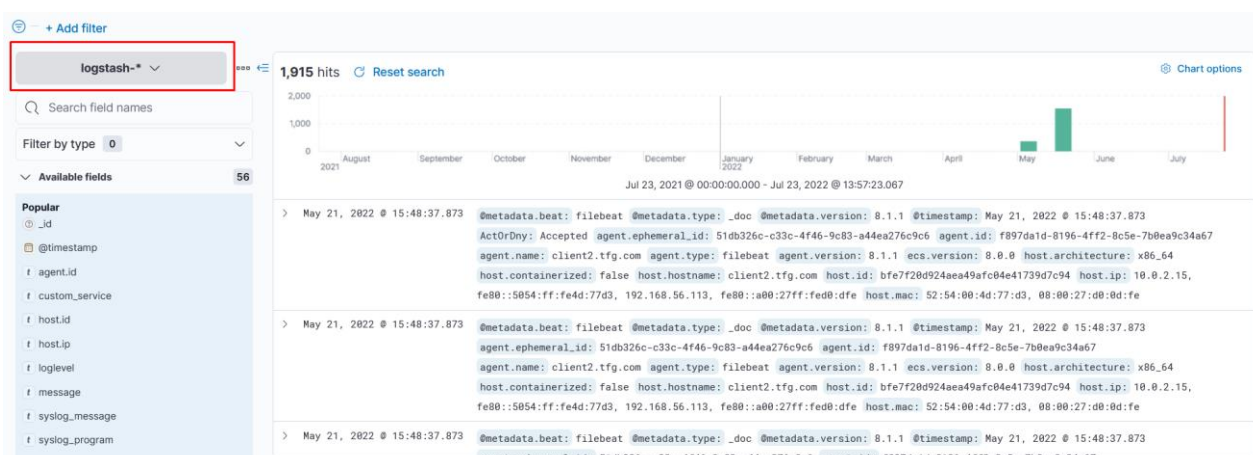 + Add filter
logstash-*
1,915 hits Reset search
Chart options
Search field names
Filter by type 0
Available fields 56
Popular
_id
@timestamp
t agent.id
t custom_service
t host.id
t host.ip
t loglevel
t message
t syslog_message
t syslog_program
2,000
1,000
0
August September October November December January February March April May June July
2021 2022
Jul 23, 2021 @ 00:00:00.000 - Jul 23, 2022 @ 13:57:23.067
May 21, 2022 @ 15:48:37.873 @metadata.beat: filebeat @metadata.type: _doc @metadata.version: 8.1.1 @timestamp: May 21, 2022 @ 15:48:37.873
ActOrDny: Accepted agent.ephemeral_id: 51db326c-c33c-4f46-9c83-a44ea276c9c6 agent.id: f897da1d-8196-4ff2-8c5e-7b0ea9c34a67
agent.name: client2.tfg.com agent.type: filebeat agent.version: 8.1.1 ecs.version: 8.0.0 host.architecture: x86_64
host.containerized: false host.hostname: client2.tfg.com host.id: bfe7f20d924aea49afc04e41739d7c94 host.ip: 10.0.2.15,
fe80::5054:ff:fe4d:77d3, 192.168.56.113, fe80::a00:27ff:fed0:dfe host.mac: 52:54:00:4d:77:d3, 08:00:27:d0:0d:fe
May 21, 2022 @ 15:48:37.873 @metadata.beat: filebeat @metadata.type: _doc @metadata.version: 8.1.1 @timestamp: May 21, 2022 @ 15:48:37.873
agent.ephemeral_id: 51db326c-c33c-4f46-9c83-a44ea276c9c6 agent.id: f897da1d-8196-4ff2-8c5e-7b0ea9c34a67
agent.name: client2.tfg.com agent.type: filebeat agent.version: 8.1.1 ecs.version: 8.0.0 host.architecture: x86_64
host.containerized: false host.hostname: client2.tfg.com host.id: bfe7f20d924aea49afc04e41739d7c94 host.ip: 10.0.2.15,
fe80::5054:ff:fe4d:77d3, 192.168.56.113, fe80::a00:27ff:fed0:dfe host.mac: 52:54:00:4d:77:d3, 08:00:27:d0:0d:fe
May 21, 2022 @ 15:48:37.873 @metadata.beat: filebeat @metadata.type: _doc @metadata.version: 8.1.1 @timestamp: May 21, 2022 @ 15:48:37.873